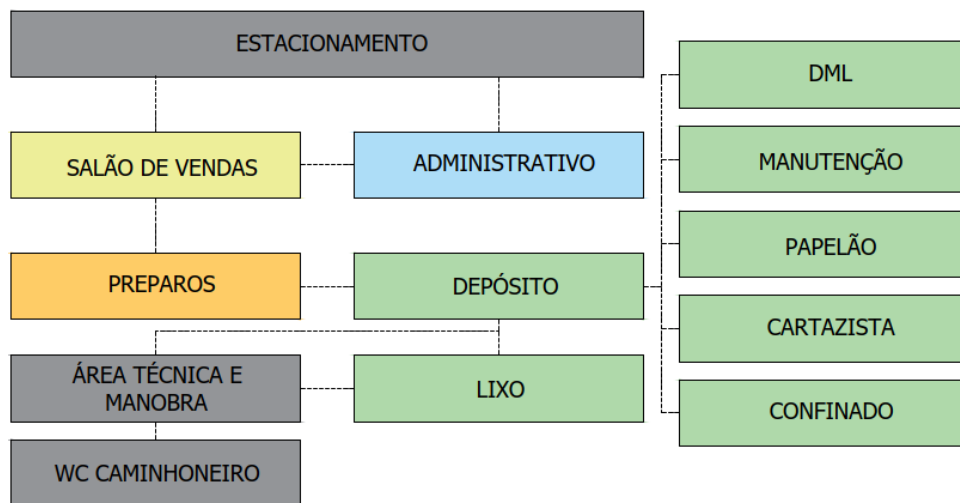 ESTACIONAMENTO
DML
SALÃO DE VENDAS
ADMINISTRATIVO
MANUTENÇÃO
PAPELÃO
PREPAROS
DEPÓSITO
CARTAZISTA
ÁREA TÉCNICA E
MANOBRA
LIXO
CONFINADO
WC CAMINHONEIRO